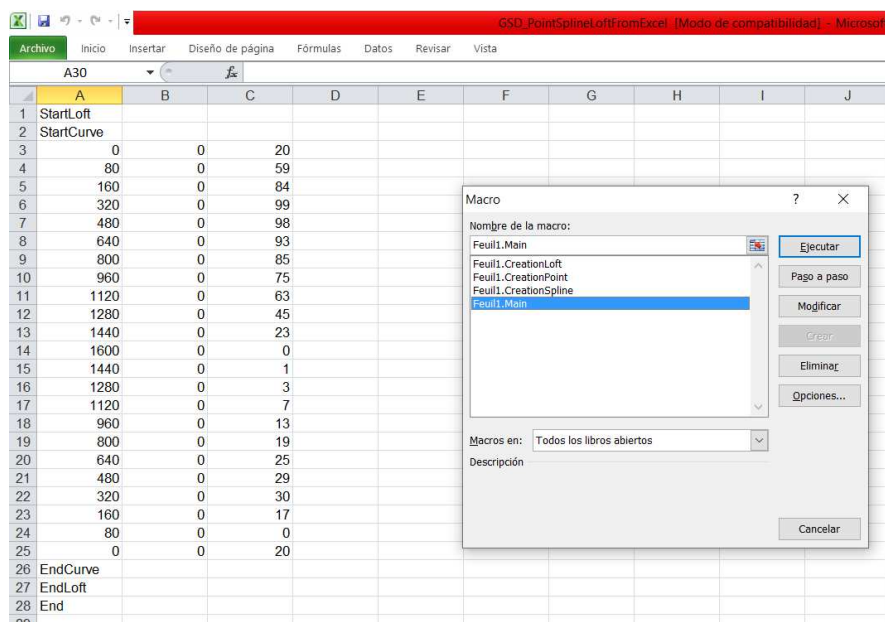 GSD_PointSplineLoftFromExcel [Modo de compatibilidad] - Microsof
Archivo Inicio Insertar Diseño de página Fórmulas Datos Revisar Vista
A30 fx
A B C D E F G H I J
1 StartLoft
2 StartCurve
3 0 0 20
4 80 0 59
5 160 0 84
6 320 0 99
7 480 0 98
8 640 0 93
9 800 0 85
10 960 0 75
11 1120 0 63
12 1280 0 45
13 1440 0 23
14 1600 0 0
15 1440 0 1
16 1280 0 3
17 1120 0 7
18 960 0 13
19 800 0 19
20 640 0 25
21 480 0 29
22 320 0 30
23 160 0 17
24 80 0 0
25 0 0 20
26 EndCurve
27 EndLoft
28 End
Macro ?
Nombre de la macro:
Feuil1.Main
Feuil1.CreationLoft
Feuil1.CreationPoint
Feuil1.CreationSpline
Feuil1.Main
Ejecutar
Paso a paso
Modificar
Crear
Eliminar
Opciones...
Macros en: Todos los libros abiertos
Descripción
Cancelar